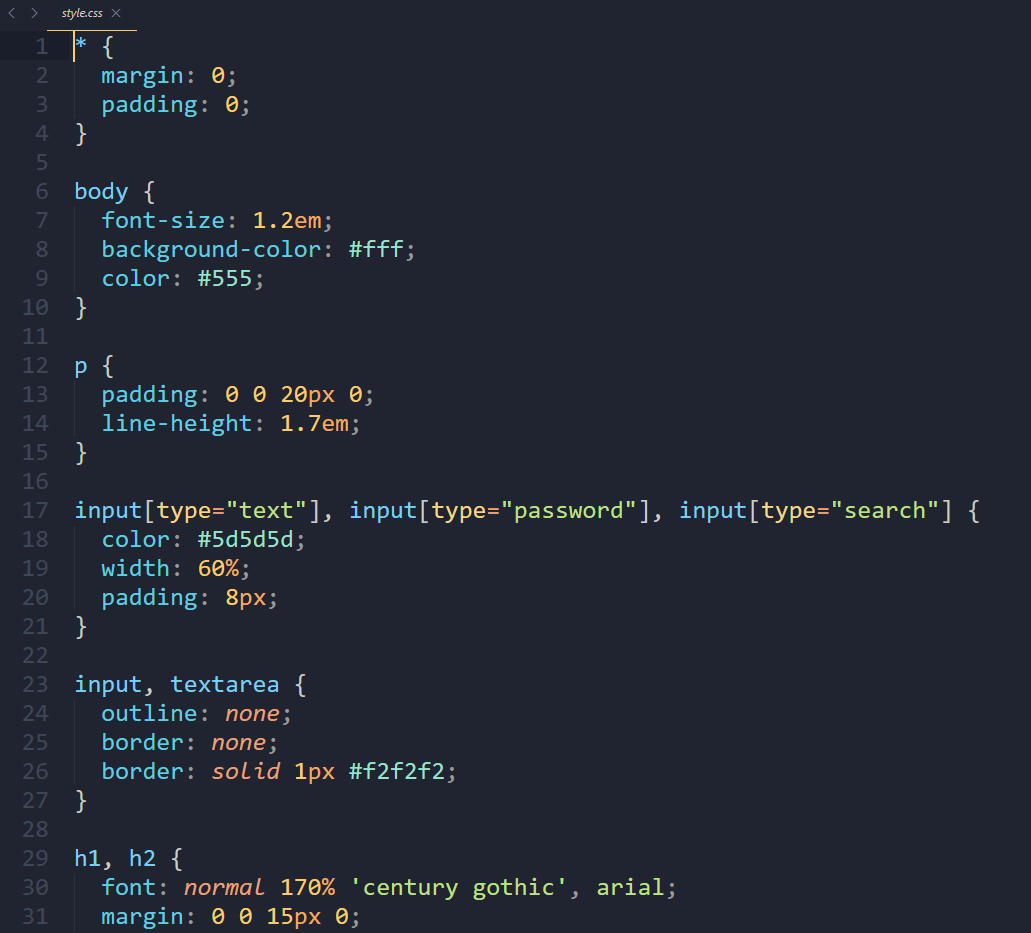 style.css
1 * {
2 margin: 0;
3 padding: 0;
4 }
5
6 body {
7 font-size: 1.2em;
8 background-color: #fff;
9 color: #555;
10 }
11
12 p {
13 padding: 0 0 20px 0;
14 line-height: 1.7em;
15 }
16
17 input[type="text"], input[type="password"], input[type="search"] {
18 color: #5d5d5d;
19 width: 60%;
20 padding: 8px;
21 }
22
23 input, textarea {
24 outline: none;
25 border: none;
26 border: solid 1px #f2f2f2;
27 }
28
29 h1, h2 {
30 font: normal 170% 'century gothic', arial;
31 margin: 0 0 15px 0;